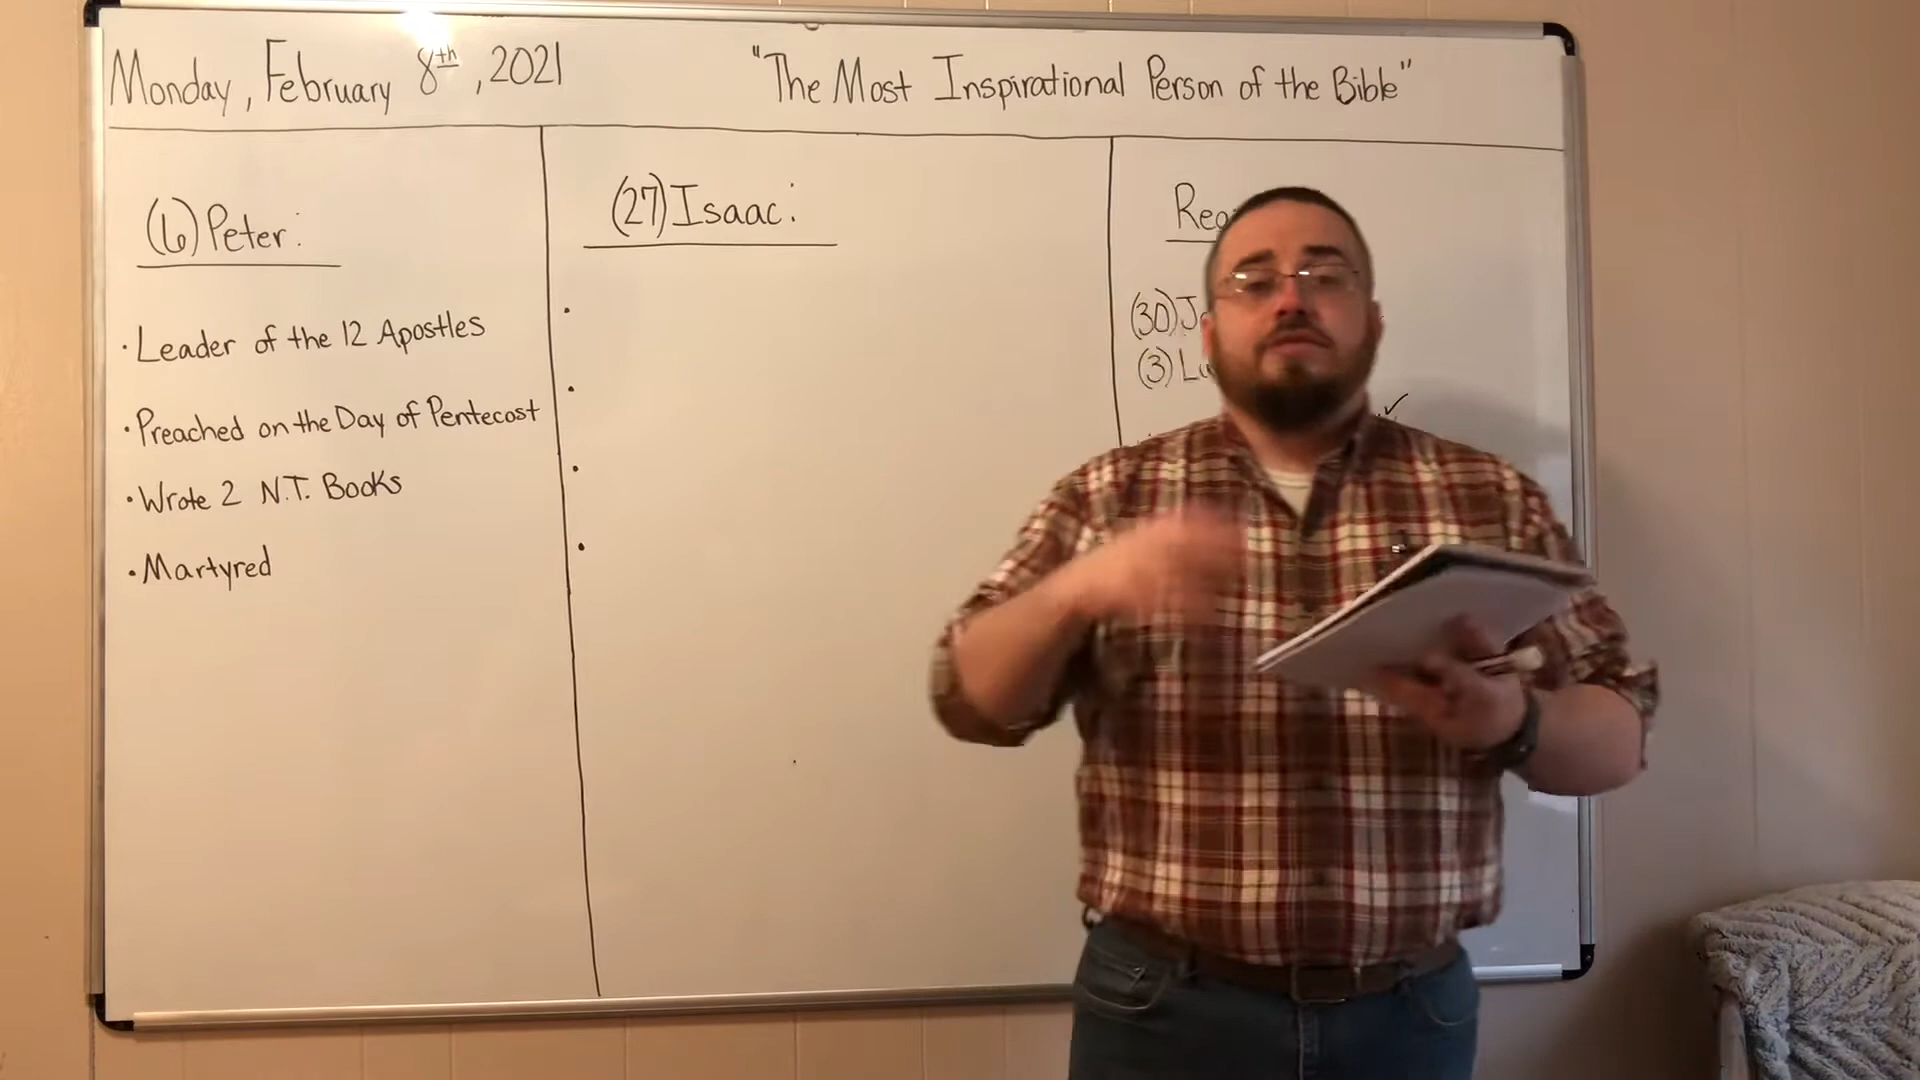 Monday, February 8th, 2021
"The Most Inspirational Person of the Bible"
(6) Peter:
• Leader of the 12 Apostles
• Preached on the Day of Pentecost
• Wrote 2 N.T. Books
• Martyred
(27) Isaac:
(30)
(3)